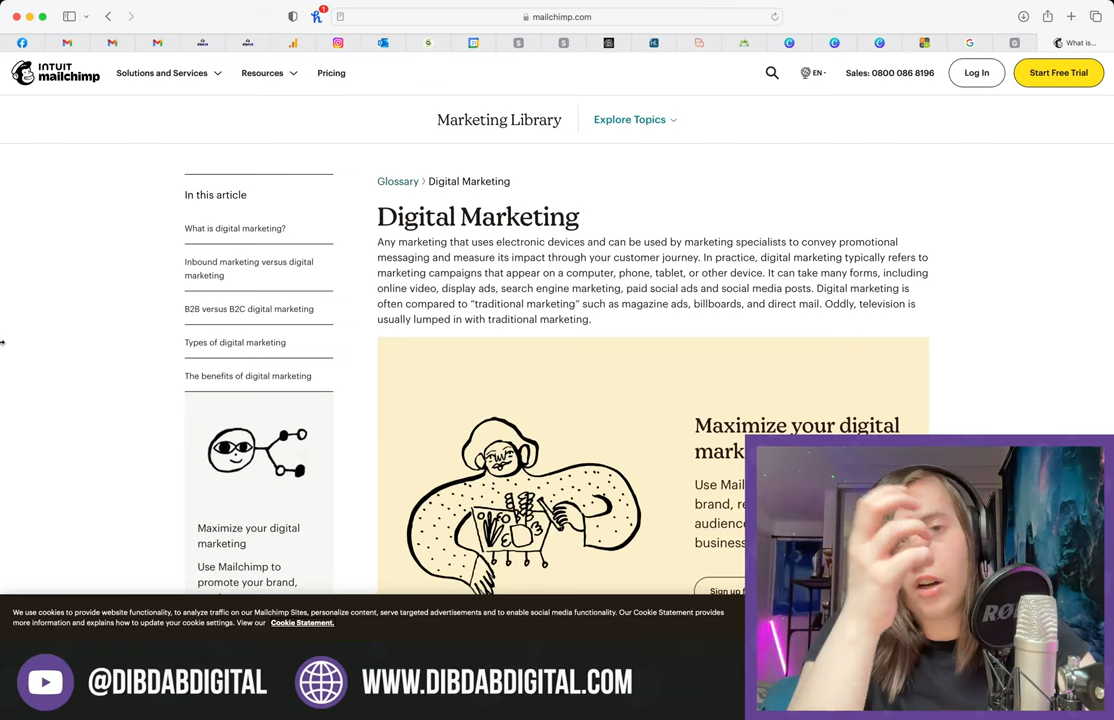 1
mailchimp.com
What is...
INTUIT
mailchimp
Solutions and Services
Resources
Pricing
EN
Sales: 0800 086 8196
Log In
Start Free Trial
Marketing Library
Explore Topics
In this article
What is digital marketing?
Inbound marketing versus digital
marketing
B2B versus B2C digital marketing
Types of digital marketing
The benefits of digital marketing
Maximize your digital
marketing
Use Mailchimp to
promote your brand,
Glossary > Digital Marketing
Digital Marketing
Any marketing that uses electronic devices and can be used by marketing specialists to convey promotional
messaging and measure its impact through your customer journey. In practice, digital marketing typically refers to
marketing campaigns that appear on a computer, phone, tablet, or other device. It can take many forms, including
online video, display ads, search engine marketing, paid social ads and social media posts. Digital marketing is
often compared to “traditional marketing” such as magazine ads, billboards, and direct mail. Oddly, television is
usually lumped in with traditional marketing.
Maximize your digital
mark
Use Mail
brand, re
audience
business
Sign up f
We use cookies to provide website functionality, to analyze traffic on our Mailchimp Sites, personalize content, serve targeted advertisements and to enable social media functionality. Our Cookie Statement provides
more information and explains how to update your cookie settings. View our Cookie Statement.
@DIBDABDIGITAL
WWW.DIBDABDIGITAL.COM
RØ